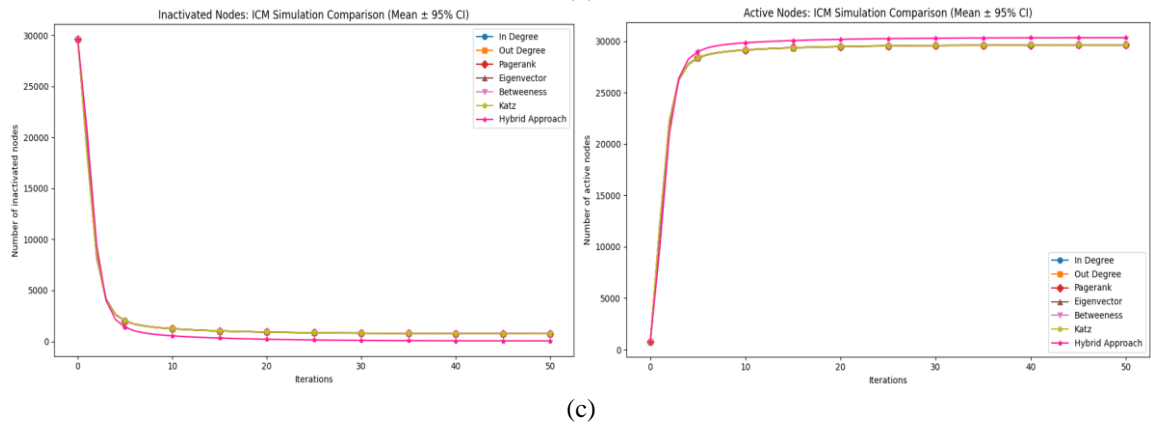 Inactivated Nodes: ICM Simulation Comparison (Mean ± 95% CI)
Number of inactivated nodes
30000
25000
20000
15000
10000
5000
0
In Degree
Out Degree
Pagerank
Eigenvector
Betweeness
Katz
Hybrid Approach
0 10 20 30 40 50
Iterations
Active Nodes: ICM Simulation Comparison (Mean ± 95% CI)
Number of active nodes
30000
25000
20000
15000
10000
5000
0
In Degree
Out Degree
Pagerank
Eigenvector
Betweeness
Katz
Hybrid Approach
0 10 20 30 40 50
Iterations
(c)